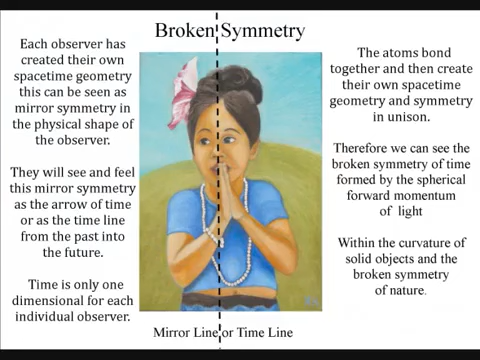 Broken Symmetry
Each observer has
created their own
spacetime geometry
this can be seen as
mirror symmetry in
the physical shape of
the observer.
They will see and feel
this mirror symmetry
as the arrow of time
or as the time line
from the past into
the future.
Time is only one
dimensional for each
individual observer.
The atoms bond
together and then create
their own spacetime
geometry and symmetry
in unison.
Therefore we can see the
broken symmetry of time
formed by the spherical
forward momentum
of light
Within the curvature of
solid objects and the
broken symmetry
of nature.
Mirror Line or Time Line